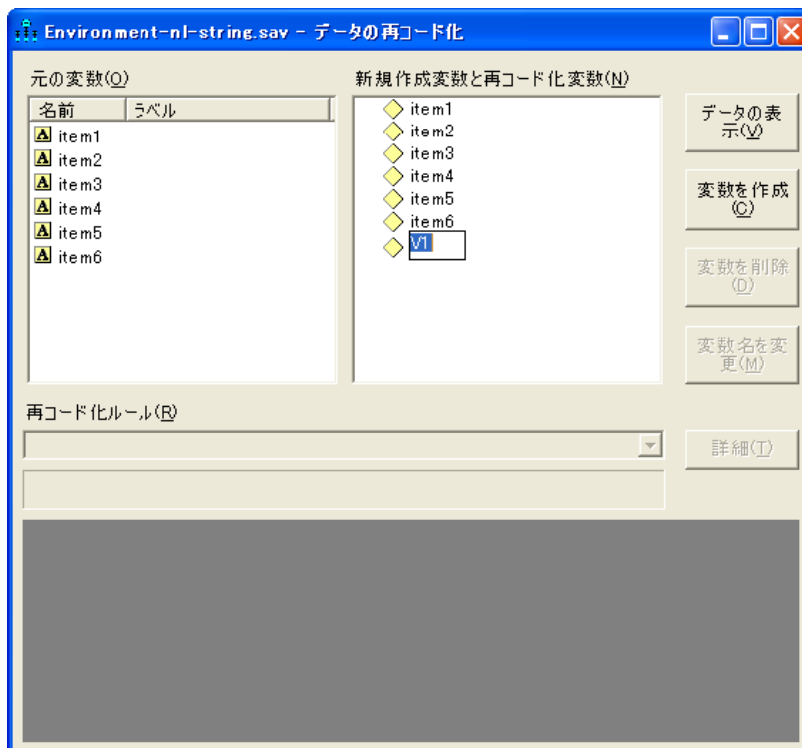 Environment-nl-string.sav - データの再コード化
元の変数(O)
名前 ラベル
item1
item2
item3
item4
item5
item6
新規作成変数と再コード化変数(N)
item1
item2
item3
item4
item5
item6
V1
データの表
示(V)
変数を作成
(C)
変数を削除
(D)
変数名を変
更(M)
再コード化ルール(R)
詳細(T)